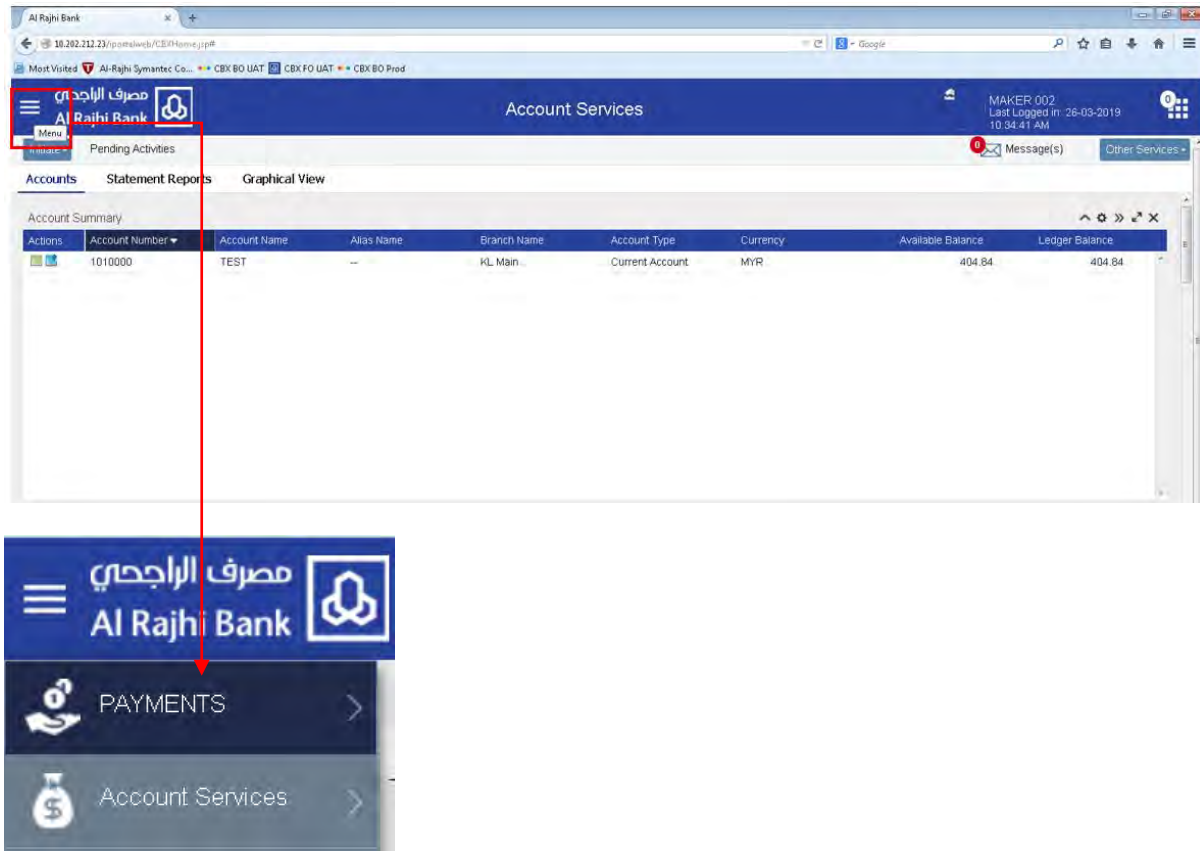 Al Rajhi Bank
10.202.212.23/iportalweb/CBXHome.jsp#
Google
Most Visited Al-Rajhi Symantec Co... CBX BO UAT CBX FO UAT CBX BO Prod
مصرف الراجحي
Al Rajhi Bank
Account Services
MAKER 002
Last Logged in: 26-03-2019
10:34:41 AM
0
Menu
Initiate Pending Activities
0 Message(s) Other Services
Accounts Statement Reports Graphical View
Account Summary
Actions Account Number Account Name Alias Name Branch Name Account Type Currency Available Balance Ledger Balance
1010000 TEST -- KL Main Current Account MYR 404.84 404.84
مصرف الراجحي
Al Rajhi Bank
PAYMENTS
Account Services